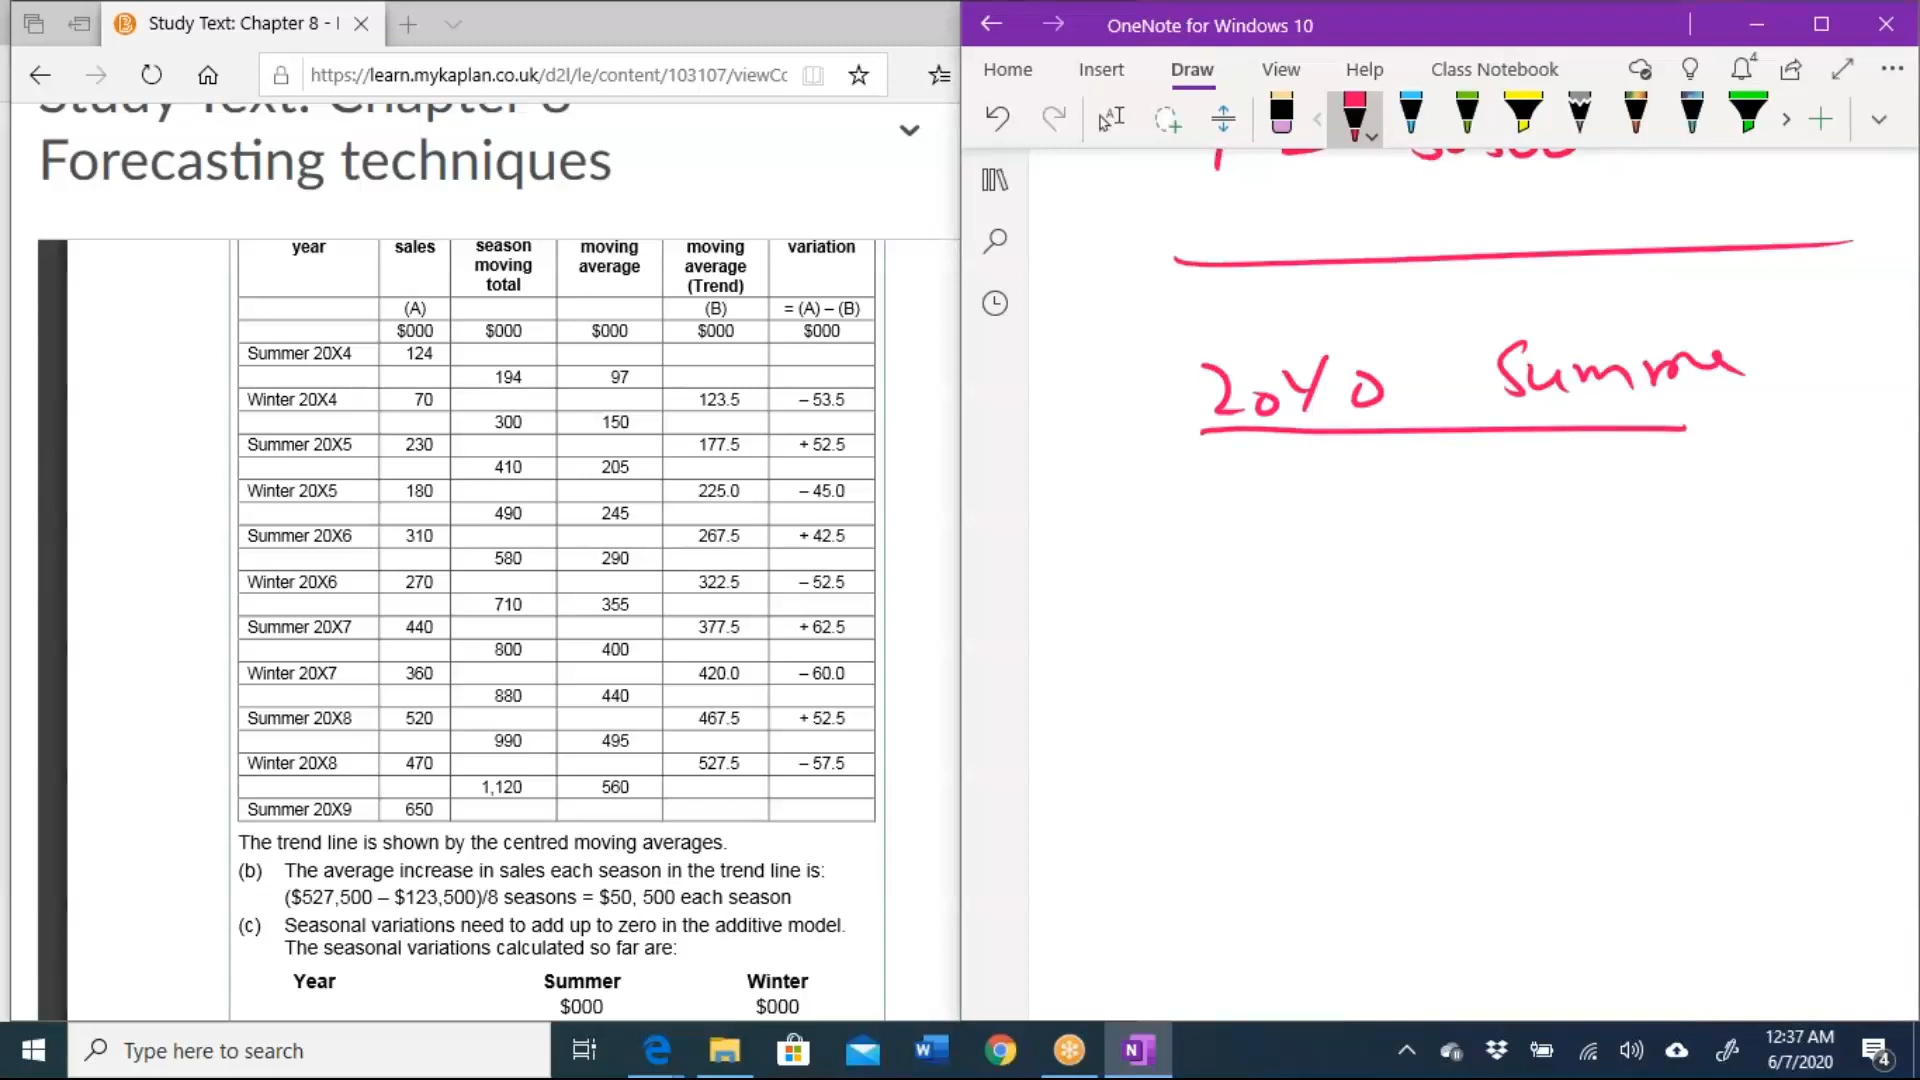 Study Text: Chapter 8 - I
OneNote for Windows 10
https://learn.mykaplan.co.uk/d2l/le/content/103107/viewCc
Home Insert Draw View Help Class Notebook
4
Study Text: Chapter 8
Forecasting techniques
year sales season moving total moving average moving average (Trend) variation
(A) (B) = (A) – (B)
$000 $000 $000 $000 $000
Summer 20X4 124
194 97
Winter 20X4 70 123.5 – 53.5
300 150
Summer 20X5 230 177.5 + 52.5
410 205
Winter 20X5 180 225.0 – 45.0
490 245
Summer 20X6 310 267.5 + 42.5
580 290
Winter 20X6 270 322.5 – 52.5
710 355
Summer 20X7 440 377.5 + 62.5
800 400
Winter 20X7 360 420.0 – 60.0
880 440
Summer 20X8 520 467.5 + 52.5
990 495
Winter 20X8 470 527.5 – 57.5
1,120 560
Summer 20X9 650
The trend line is shown by the centred moving averages.
(b) The average increase in sales each season in the trend line is:
($527,500 – $123,500)/8 seasons = $50, 500 each season
(c) Seasonal variations need to add up to zero in the additive model.
The seasonal variations calculated so far are:
Year Summer Winter
$000 $000
20Y0 Summe
Type here to search
12:37 AM
6/7/2020
4